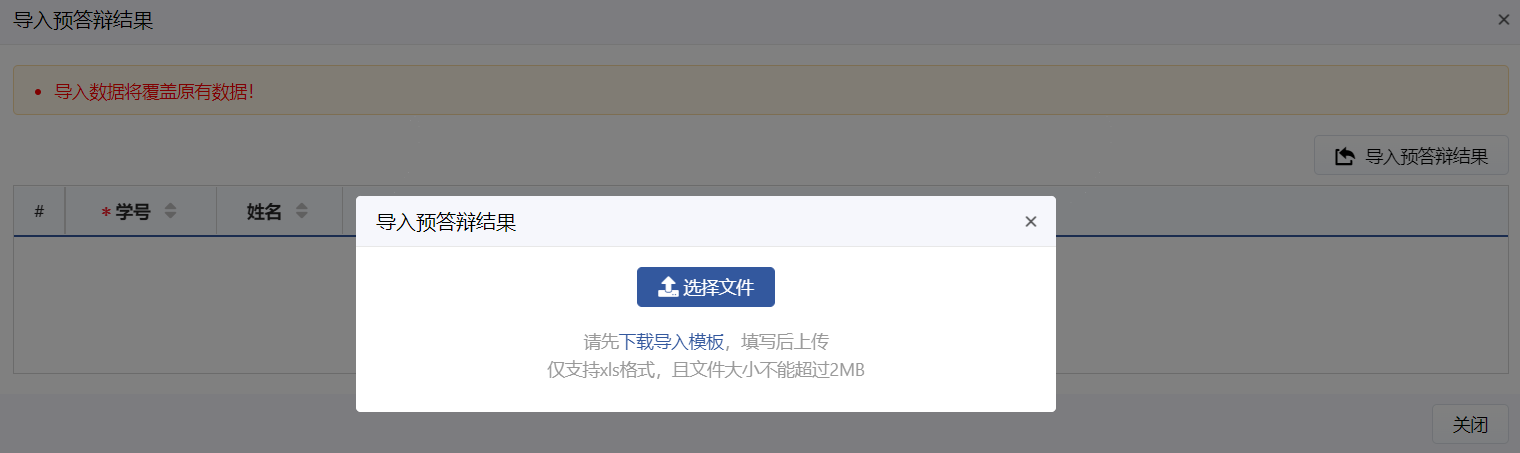 导入预答辩结果
导入数据将覆盖原有数据!
导入预答辩结果
# *学号 姓名
导入预答辩结果
选择文件
请先下载导入模板，填写后上传
仅支持xls格式，且文件大小不能超过2MB
关闭